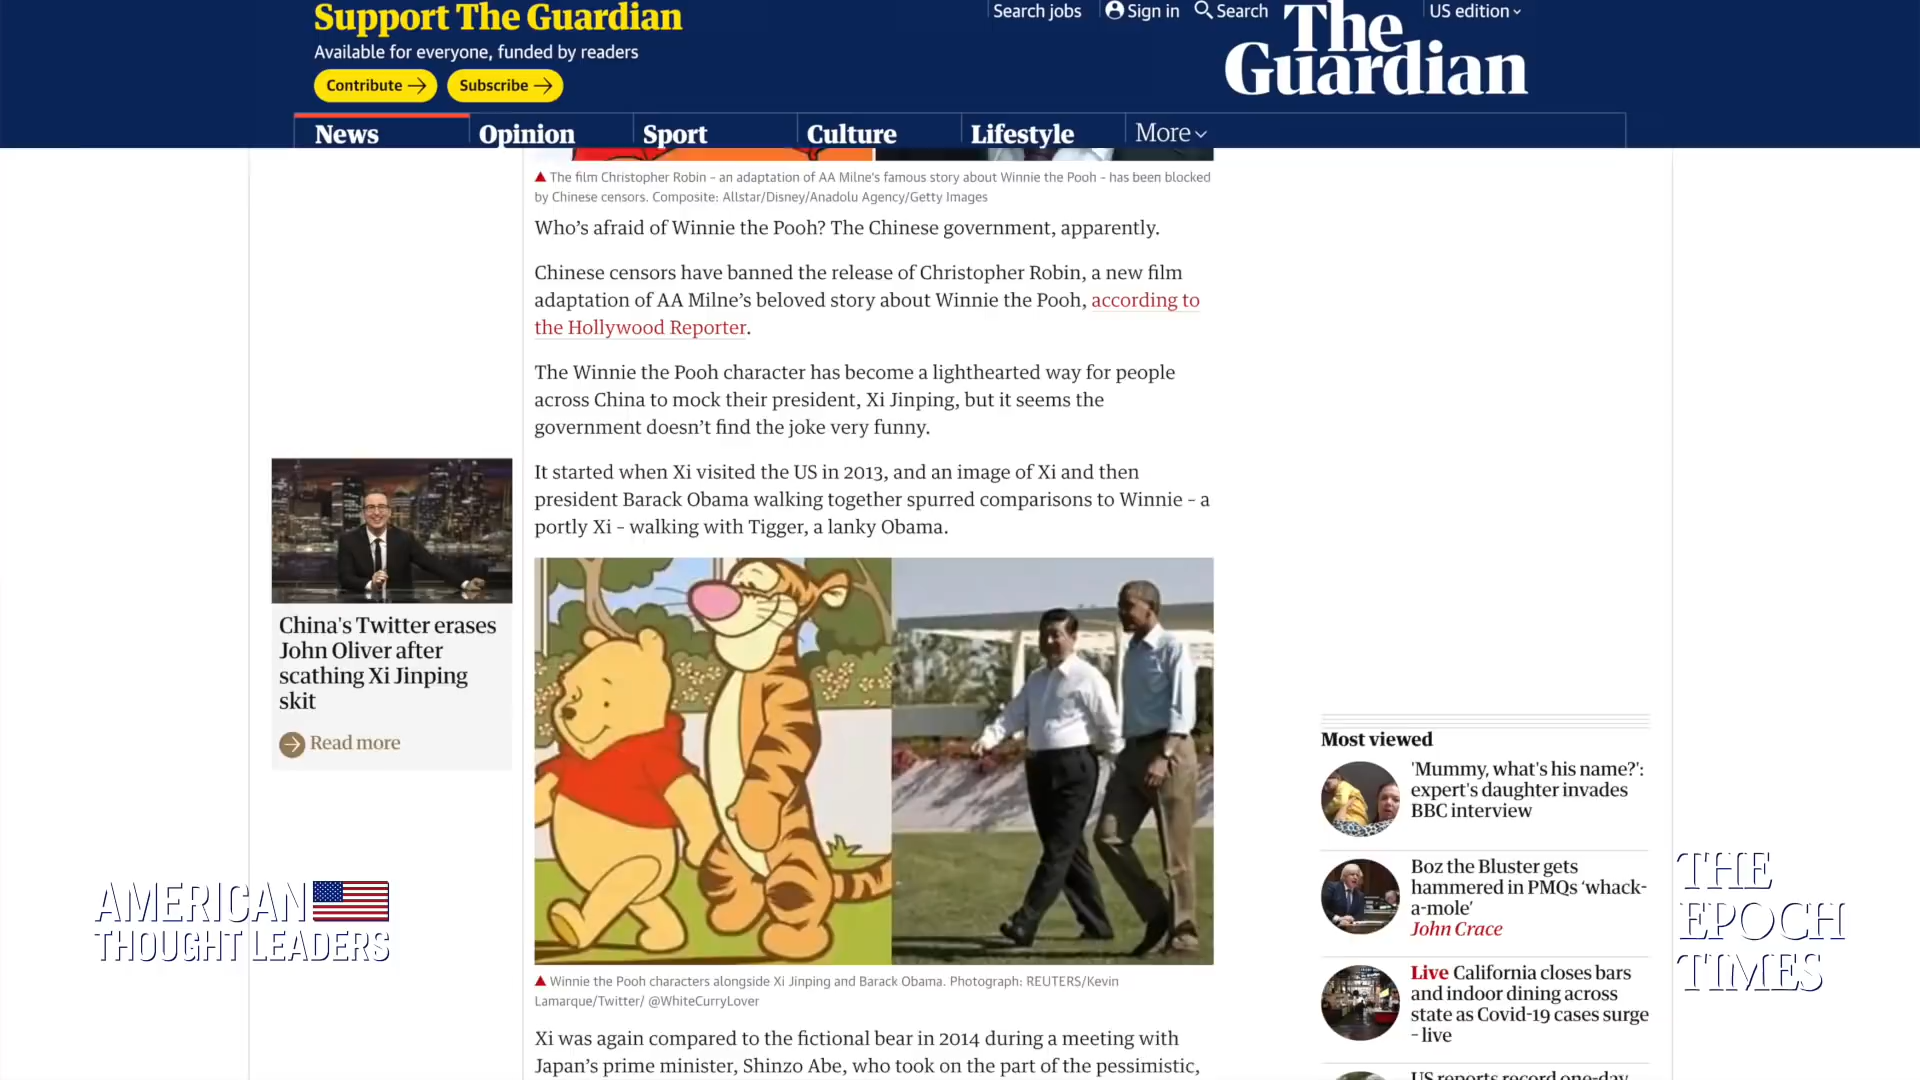 Support The Guardian
Available for everyone, funded by readers
Contribute
Subscribe
Search jobs
Sign in
Search
US edition
The
Guardian
News
Opinion
Sport
Culture
Lifestyle
More
The film Christopher Robin – an adaptation of AA Milne's famous story about Winnie the Pooh – has been blocked
by Chinese censors. Composite: Allstar/Disney/Anadolu Agency/Getty Images
Who's afraid of Winnie the Pooh? The Chinese government, apparently.
Chinese censors have banned the release of Christopher Robin, a new film
adaptation of AA Milne's beloved story about Winnie the Pooh, according to
the Hollywood Reporter.
The Winnie the Pooh character has become a lighthearted way for people
across China to mock their president, Xi Jinping, but it seems the
government doesn't find the joke very funny.
It started when Xi visited the US in 2013, and an image of Xi and then
president Barack Obama walking together spurred comparisons to Winnie – a
portly Xi – walking with Tigger, a lanky Obama.
China's Twitter erases
John Oliver after
scathing Xi Jinping
skit
Read more
Winnie the Pooh characters alongside Xi Jinping and Barack Obama. Photograph: REUTERS/Kevin
Lamarque/Twitter/ @WhiteCurryLover
Xi was again compared to the fictional bear in 2014 during a meeting with
Japan's prime minister, Shinzo Abe, who took on the part of the pessimistic,
Most viewed
'Mummy, what's his name?':
expert's daughter invades
BBC interview
Boz the Bluster gets
hammered in PMQs 'whack-
a-mole'
John Crace
Live California closes bars
and indoor dining across
state as Covid-19 cases surge
– live
US reports record one-day
AMERICAN
THOUGHT LEADERS
THE
EPOCH
TIMES